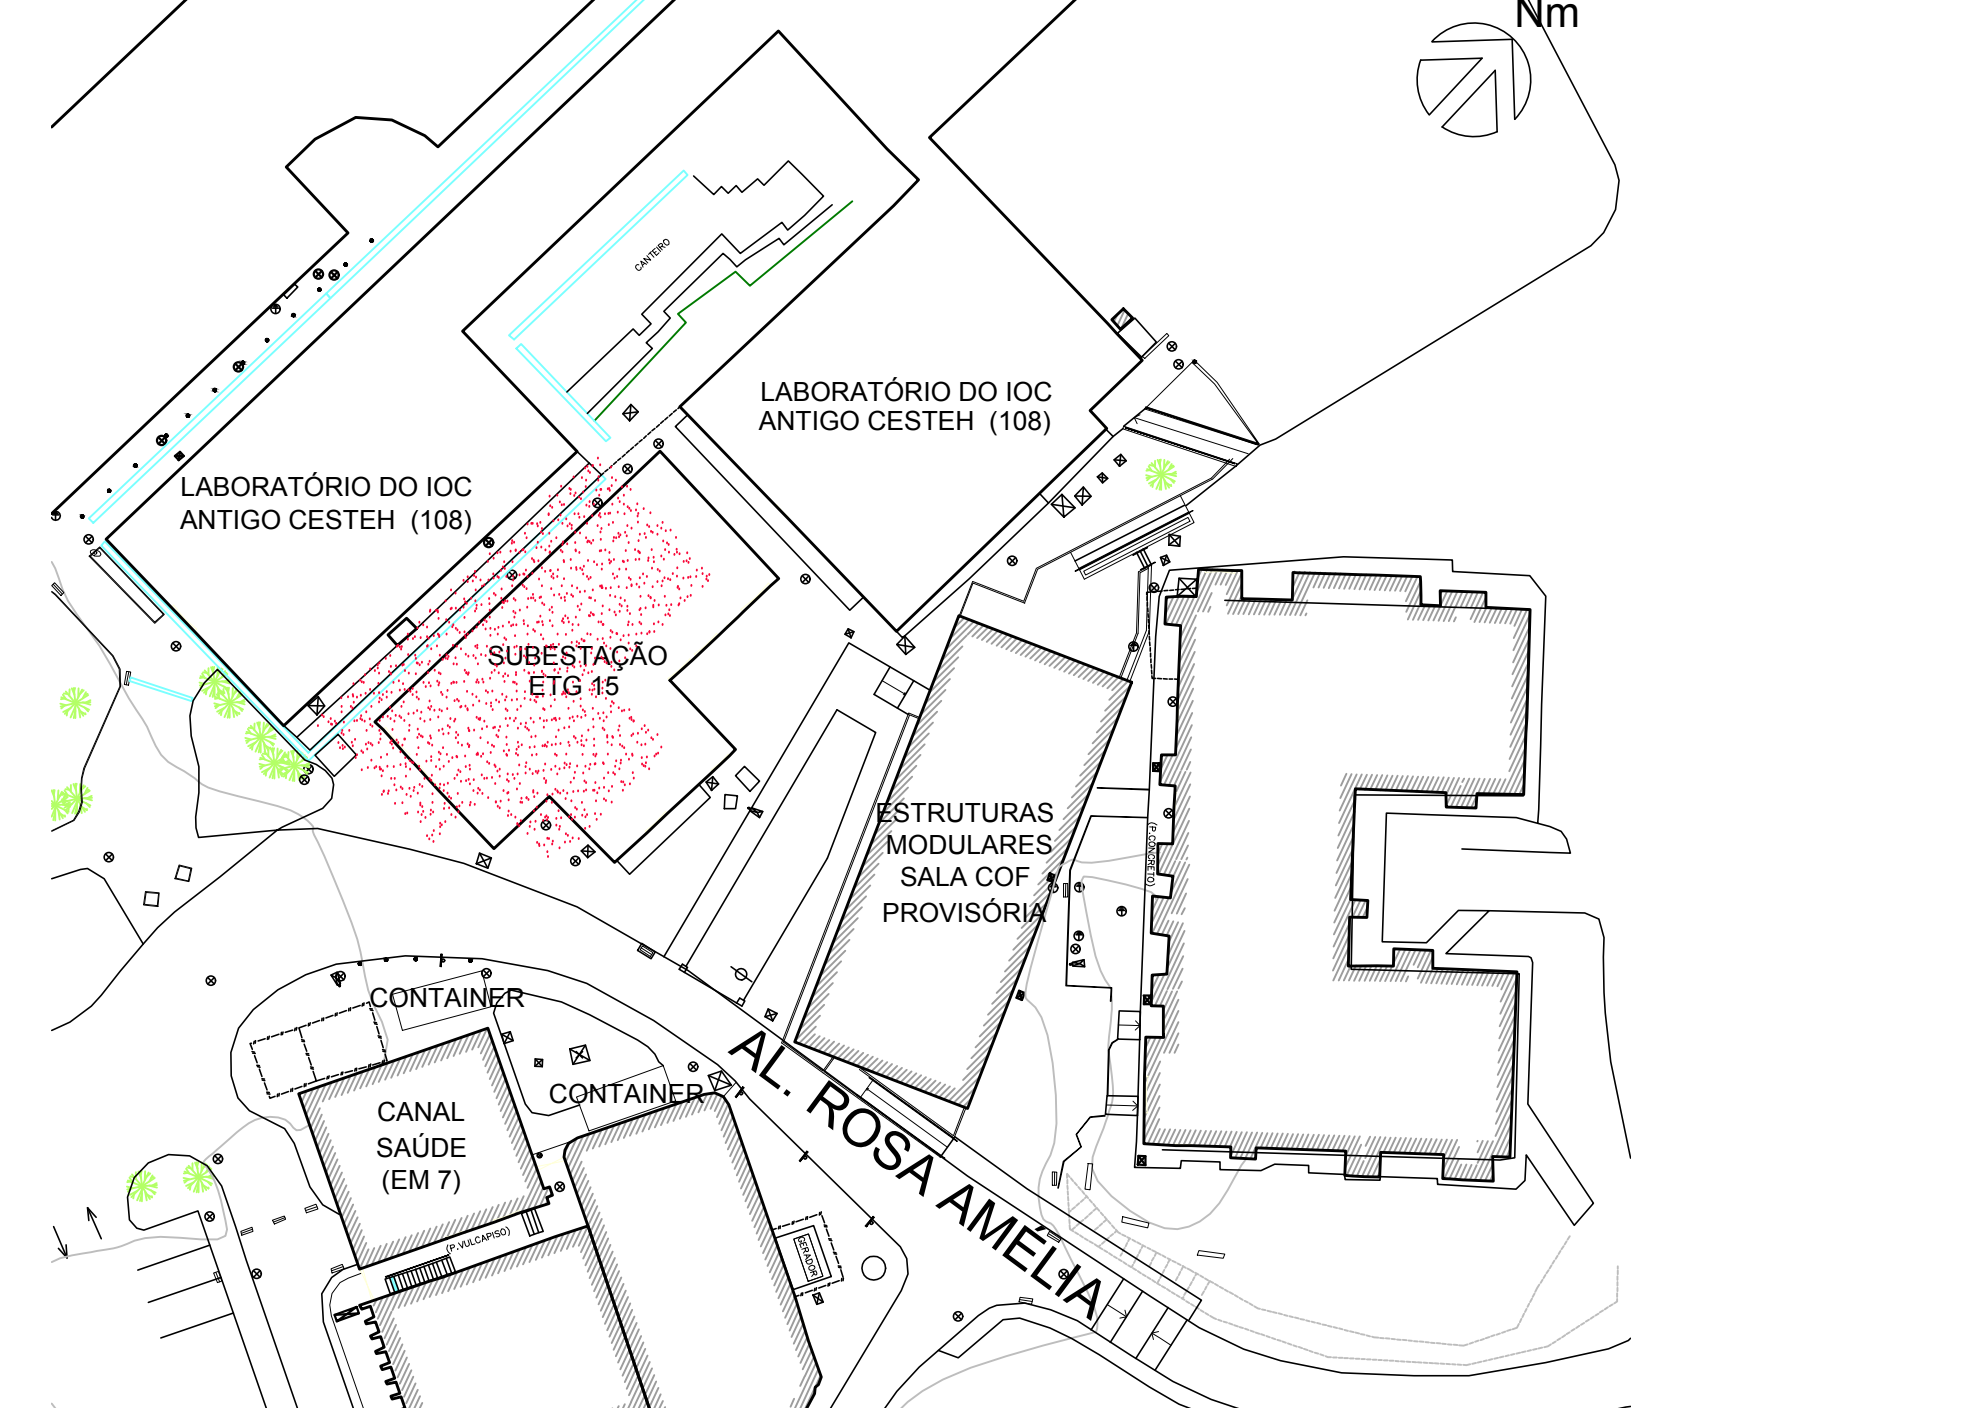 Nm
CANTEIRO
LABORATÓRIO DO IOC
ANTIGO CESTEH (108)
LABORATÓRIO DO IOC
ANTIGO CESTEH (108)
SUBESTAÇÃO
ETG 15
ESTRUTURAS
MODULARES
SALA COF
PROVISÓRIA
(P.CONCRETO)
CONTAINER
CONTAINER
CANAL
SAÚDE
(EM 7)
AL. ROSA AMÉLIA
(P.VULCAPISO)
GERADOR